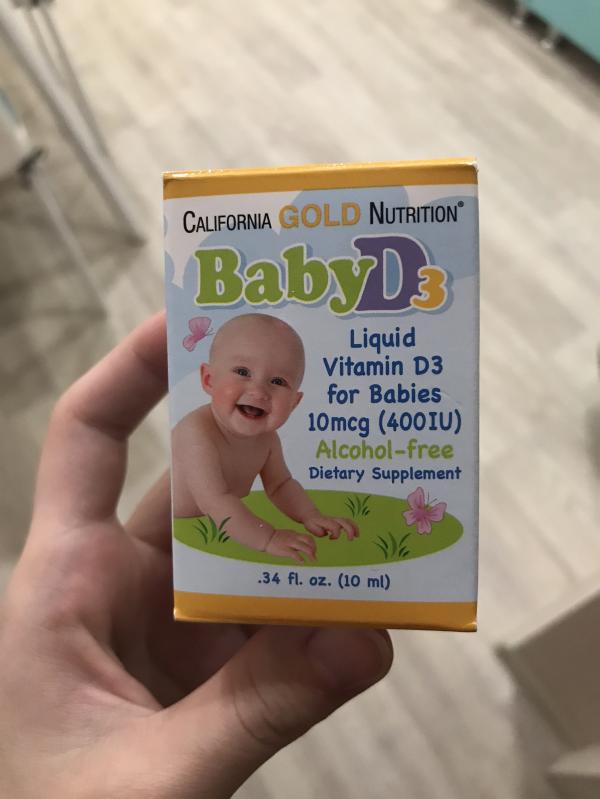 CALIFORNIA GOLD NUTRITION®
BabyD3
Liquid
Vitamin D3
for Babies
10mcg (400IU)
Alcohol-free
Dietary Supplement
.34 fl. oz. (10 ml)